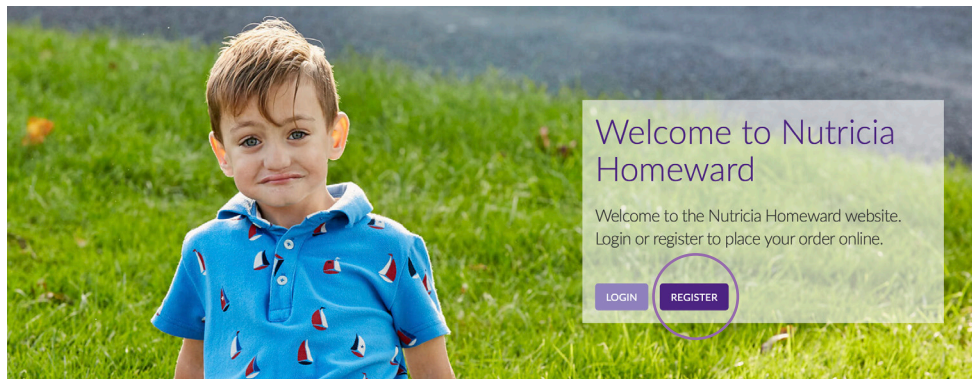 Welcome to Nutricia
Homeward
Welcome to the Nutricia Homeward website.
Login or register to place your order online.
LOGIN REGISTER